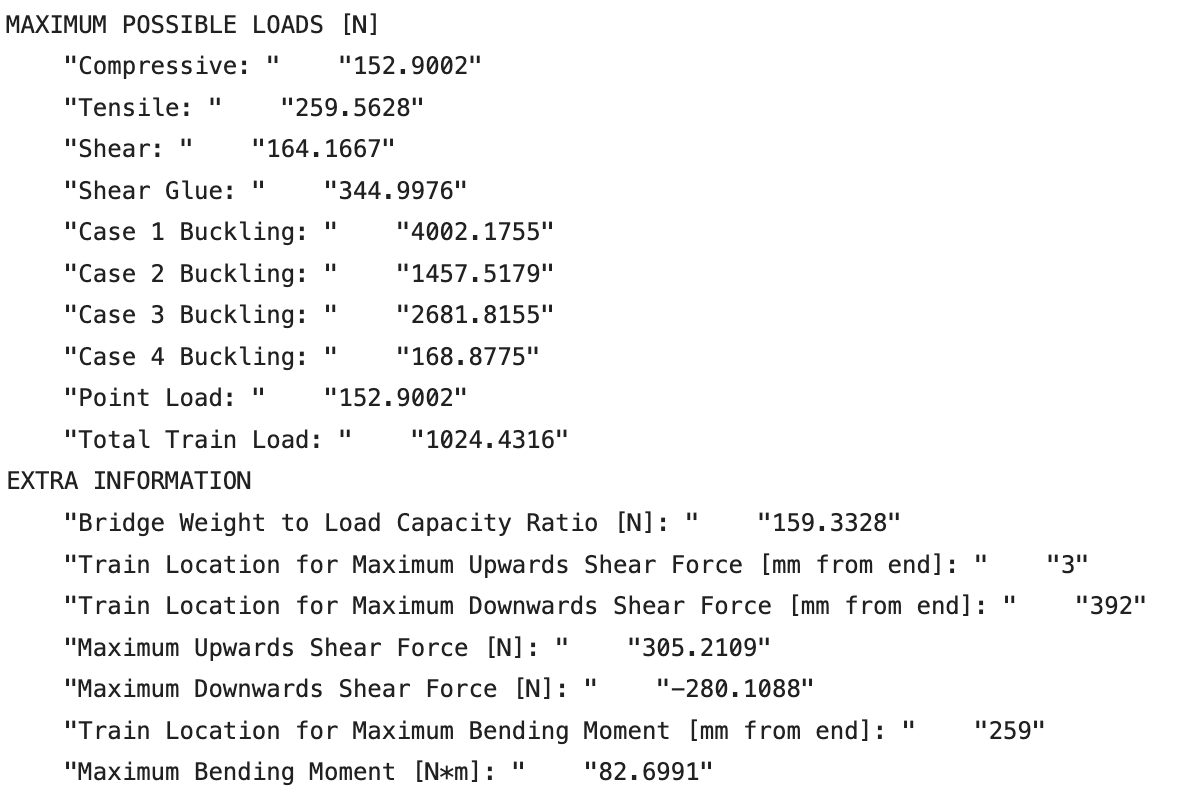 MAXIMUM POSSIBLE LOADS [N]
"Compressive: " "152.9002"
"Tensile: " "259.5628"
"Shear: " "164.1667"
"Shear Glue: " "344.9976"
"Case 1 Buckling: " "4002.1755"
"Case 2 Buckling: " "1457.5179"
"Case 3 Buckling: " "2681.8155"
"Case 4 Buckling: " "168.8775"
"Point Load: " "152.9002"
"Total Train Load: " "1024.4316"
EXTRA INFORMATION
"Bridge Weight to Load Capacity Ratio [N]: " "159.3328"
"Train Location for Maximum Upwards Shear Force [mm from end]: " "3"
"Train Location for Maximum Downwards Shear Force [mm from end]: " "392"
"Maximum Upwards Shear Force [N]: " "305.2109"
"Maximum Downwards Shear Force [N]: " "-280.1088"
"Train Location for Maximum Bending Moment [mm from end]: " "259"
"Maximum Bending Moment [N*m]: " "82.6991"